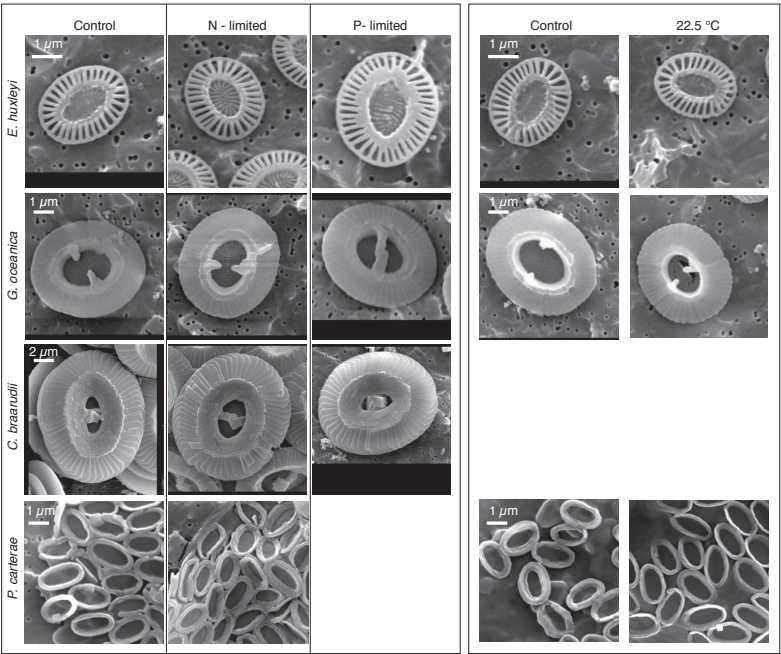 Control N - limited P- limited Control 22.5 °C
E. huxleyi
1 µm 1 µm
G. oceanica
1 µm 1 µm
C. braarudii
2 µm
P. carterae
1 µm 1 µm